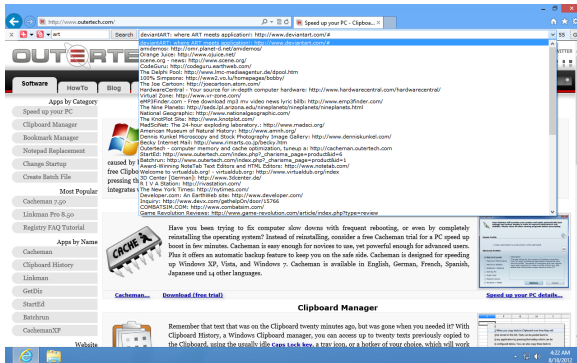 http://www.outertech.com/
Speed up your PC - Clipboa...
art
Search
deviantART: where ART meets application!: http://www.deviantart.com/#
deviantART: where ART meets application!: http://www.deviantart.com/#
amidemos: http://omr.planet-d.net/amidemos/
Orange Juice: http://www.ojuice.net/
scene.org - news: http://www.scene.org/
CodeGuru: http://codeguru.earthweb.com/
The Delphi Pool: http://www.lmc-mediaagentur.de/dpool.htm
100% Simpsons: http://www2.vo.lu/homepages/bobby/
The Joe Cartoon: http://joecartoon.atom.com/
HardwareCentral - Your source for in-depth computer hardware: http://www.hardwarecentral.com/hardwarecentral/
Virtual Zone: http://www.vr-zone.com/
eMP3Finder.com - Free download mp3 mv video news lyric bilb: http://www.emp3finder.com/
The Nine Planets: http://seds.lpl.arizona.edu/nineplanets/nineplanets/nineplanets.html
National Geographic: http://www.nationalgeographic.com/
The KnotPlot Site: http://www.knotplot.com/
MadSciNet: The 24-hour exploding laboratory.: http://www.madsci.org/
American Museum of Natural History: http://www.amnh.org/
Dennis Kunkel Microscopy and Stock Photography Image Gallery: http://www.denniskunkel.com/
Becky Internet Mail: http://www.rimarts.co.jp/becky.htm
Outertech - computer memory and cache optimization, tuneup a: http://cacheman.outertech.com
StartEd: http://www.outertech.com/index.php?_charisma_page=product&id=6
Batchrun: http://www.outertech.com/index.php?_charisma_page=product&id=1
Award-Winning NoteTab Text Editors and HTML Editors: http://www.notetab.com/
Welcome to virtualdub.org! - virtualdub.org: http://www.virtualdub.org/index
3D Center [German]: http://www.3dcenter.de/
R I V A Station: http://rivastation.com/
The New York Times: http://nytimes.com/
Developer.com: An EarthWeb site: http://www.developer.com/
Inquiry: http://www.devx.com/gethelpOn/door/15766
COMBATSIM.COM: http://www.combatsim.com/
Game Revolution Reviews: http://www.game-revolution.com/article/index.php?type=review
OUTERTECH
Software
HowTo
Blog
Apps by Category
Speed up your PC
Clipboard Manager
Bookmark Manager
Notepad Replacement
Change Startup
Create Batch File
Most Popular
Cacheman 7.50
Linkman Pro 8.50
Registry FAQ Tutorial
Apps by Name
Cacheman
Clipboard History
Linkman
GetDiz
StartEd
Batchrun
CachemanXP
Website
caused by
free Clipbo
pressing th
integrates
Have you been trying to fix computer slow downs with frequent rebooting, or even by completely
reinstalling the operating system? Instead of reinstalling, consider a free Cacheman trial for a PC speed up
boost in few minutes. Cacheman is easy enough for novices to use, yet powerful enough for advanced users.
Plus it offers an automatic backup feature to keep you on the safe side. Cacheman is designed for speeding
up Windows XP, Vista, and Windows 7. Cacheman is available in English, German, French, Spanish,
Japanese und 14 other languages.
CACHE
Cacheman...
Download (free trial)
Speed up your PC details...
Clipboard Manager
Remember that text that was on the Clipboard twenty minutes ago, but was gone when you needed it? With
Clipboard History, a Windows Clipboard manager, you can access up to twenty texts previously copied to
the Clipboard, using the usually idle Caps Lock key, a tray icon, or a hotkey of your choice, which will work
4:22 AM
8/18/2012